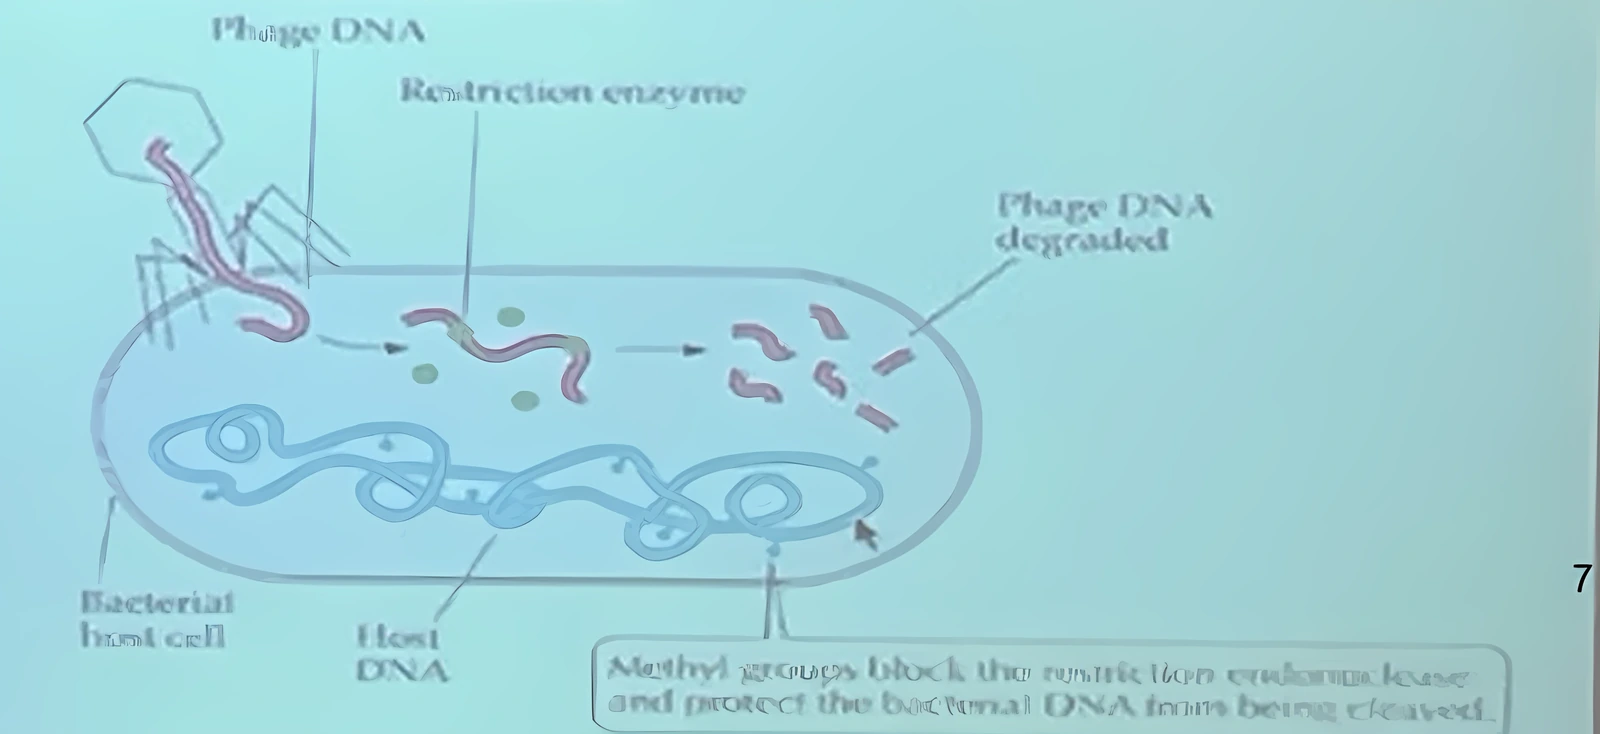 Phage DNA
Restriction enzyme
Phage DNA
degraded
Bacterial
host cell
Host
DNA
Methyl groups block the restriction endonuclease
and protect the bacterial DNA from being cleaved.
7